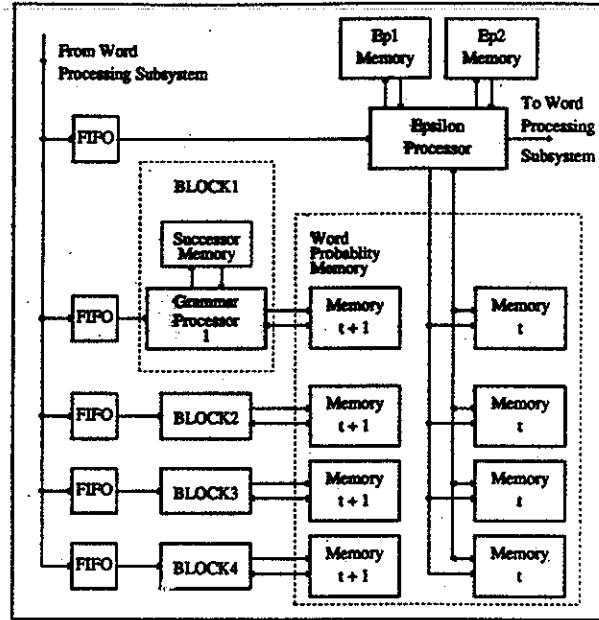 From Word
Processing Subsystem
Ep1
Memory
Ep2
Memory
FIFO
Epsilon
Processor
To Word
Processing
Subsystem
BLOCK1
Successor
Memory
Word
Probablity
Memory
FIFO
Grammar
Processor
1
Memory
t + 1
Memory
t
FIFO
BLOCK2
Memory
t + 1
Memory
t
FIFO
BLOCK3
Memory
t + 1
Memory
t
FIFO
BLOCK4
Memory
t + 1
Memory
t